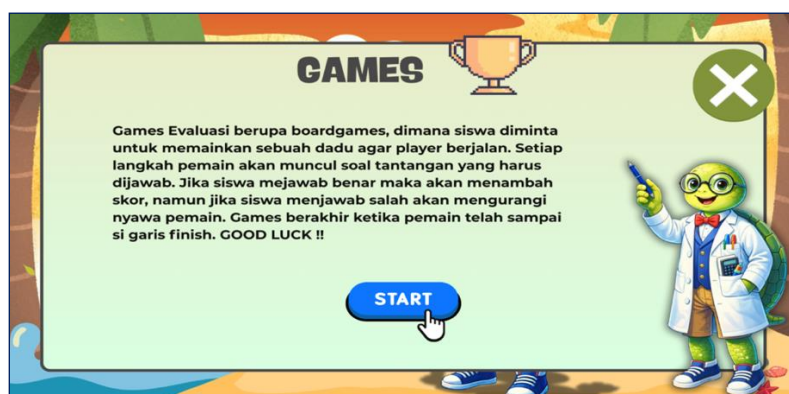 GAMES
Games Evaluasi berupa boardgames, dimana siswa diminta
untuk memainkan sebuah dadu agar player berjalan. Setiap
langkah pemain akan muncul soal tantangan yang harus
dijawab. Jika siswa mejawab benar maka akan menambah
skor, namun jika siswa menjawab salah akan mengurangi
nyawa pemain. Games berakhir ketika pemain telah sampai
si garis finish. GOOD LUCK !!
START